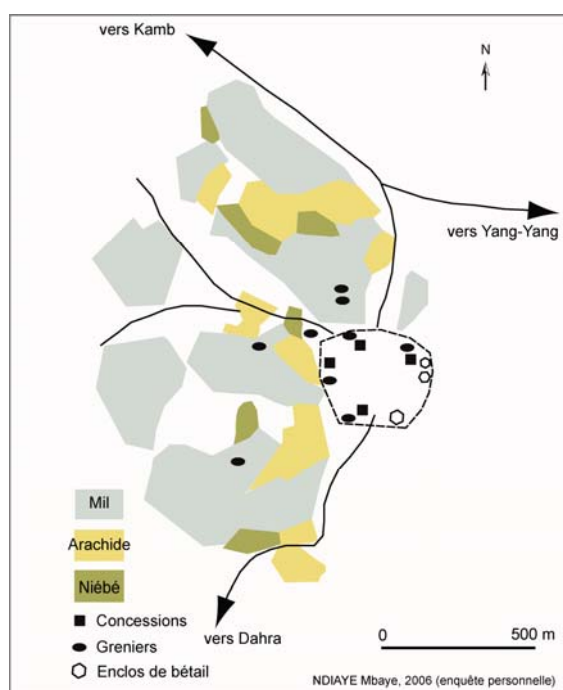 vers Kamb
N
vers Yang-Yang
Mil
Arachide
Niébé
Concessions
Greniers
Enclos de bétail
vers Dahra
0 500 m
NDIAYE Mbaye, 2006 (enquête personnelle)